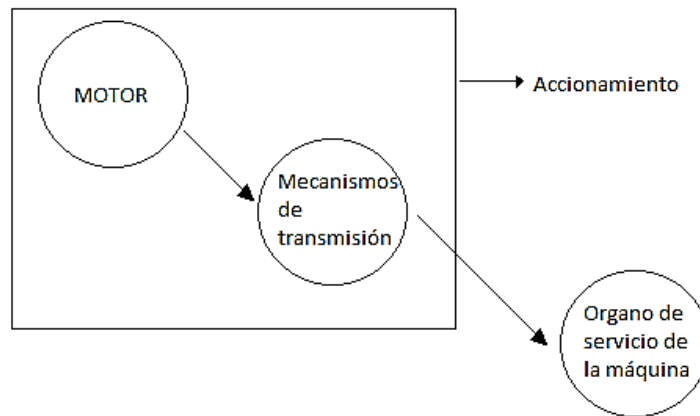 MOTOR
Accionamiento
Mecanismos
de
transmisión
Organo de
servicio de
la máquina